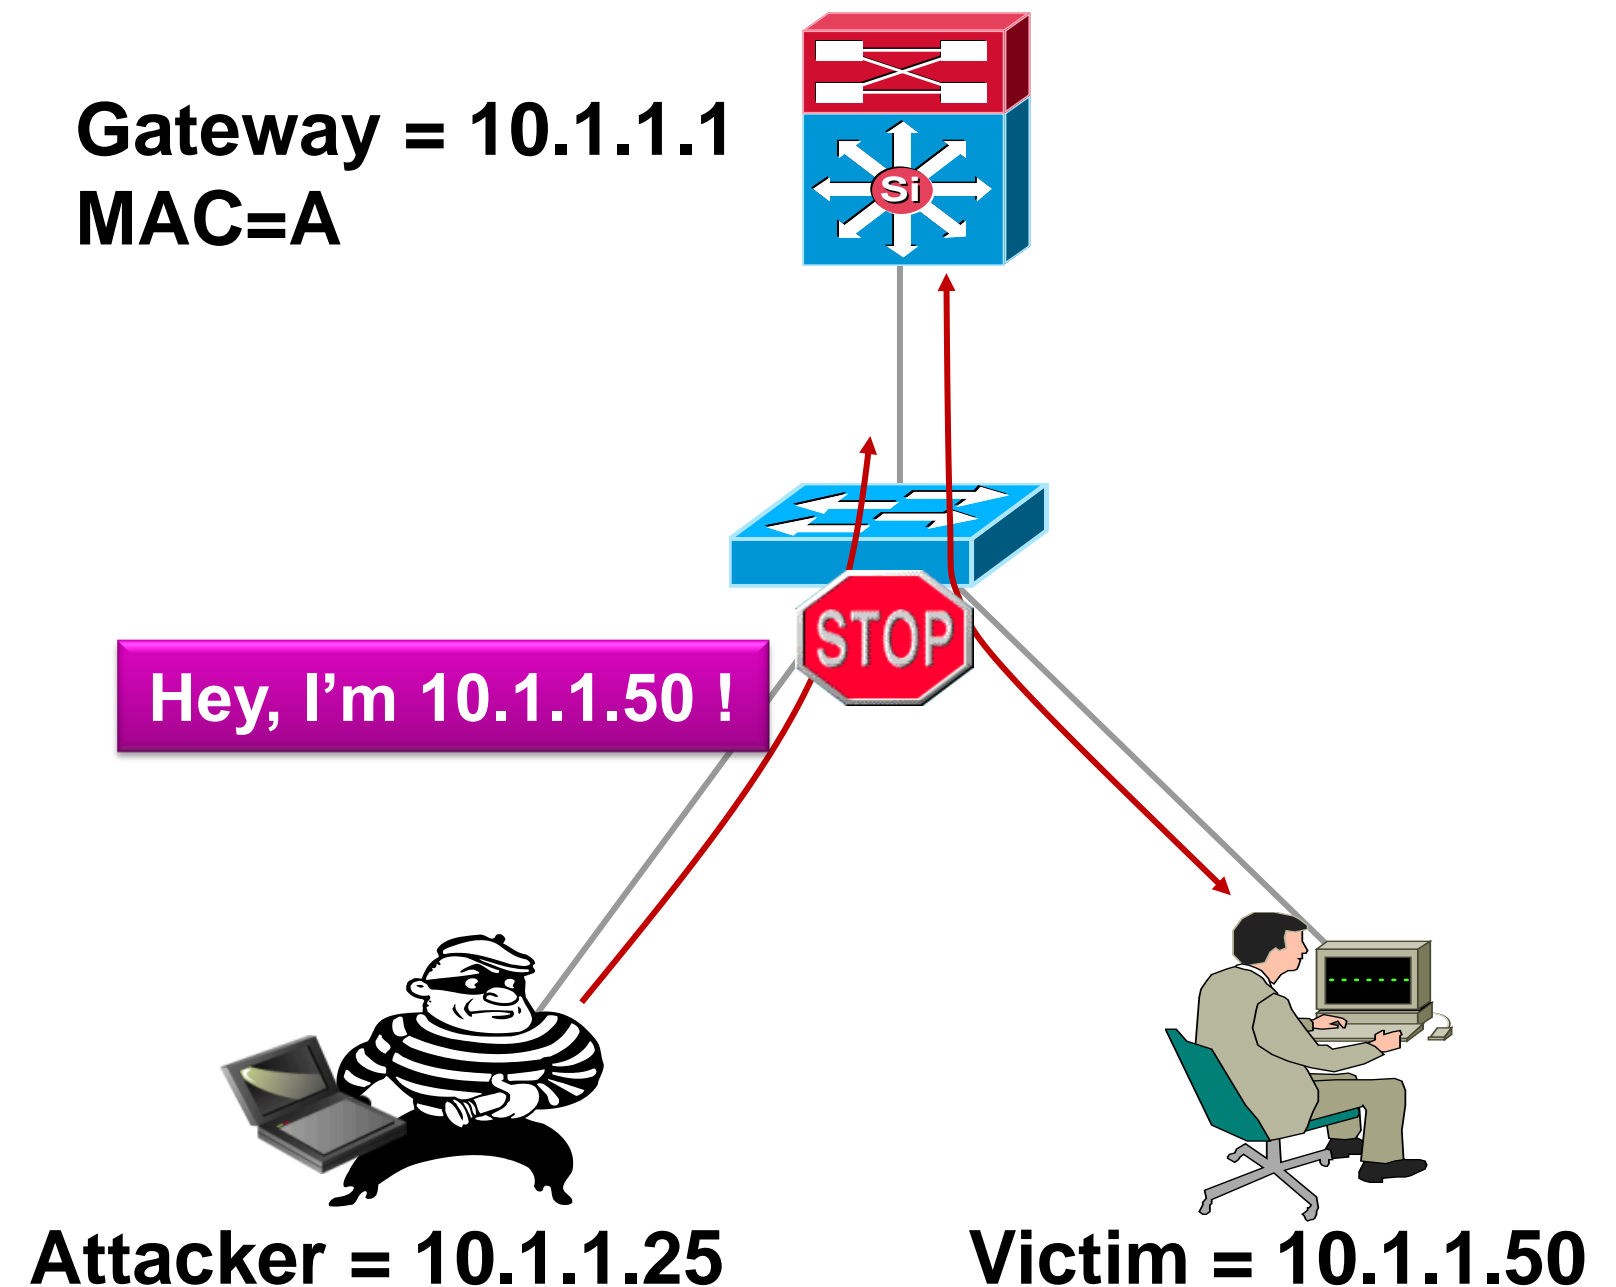 Gateway = 10.1.1.1
MAC=A
Si
STOP
Hey, I’m 10.1.1.50 !
Attacker = 10.1.1.25
Victim = 10.1.1.50